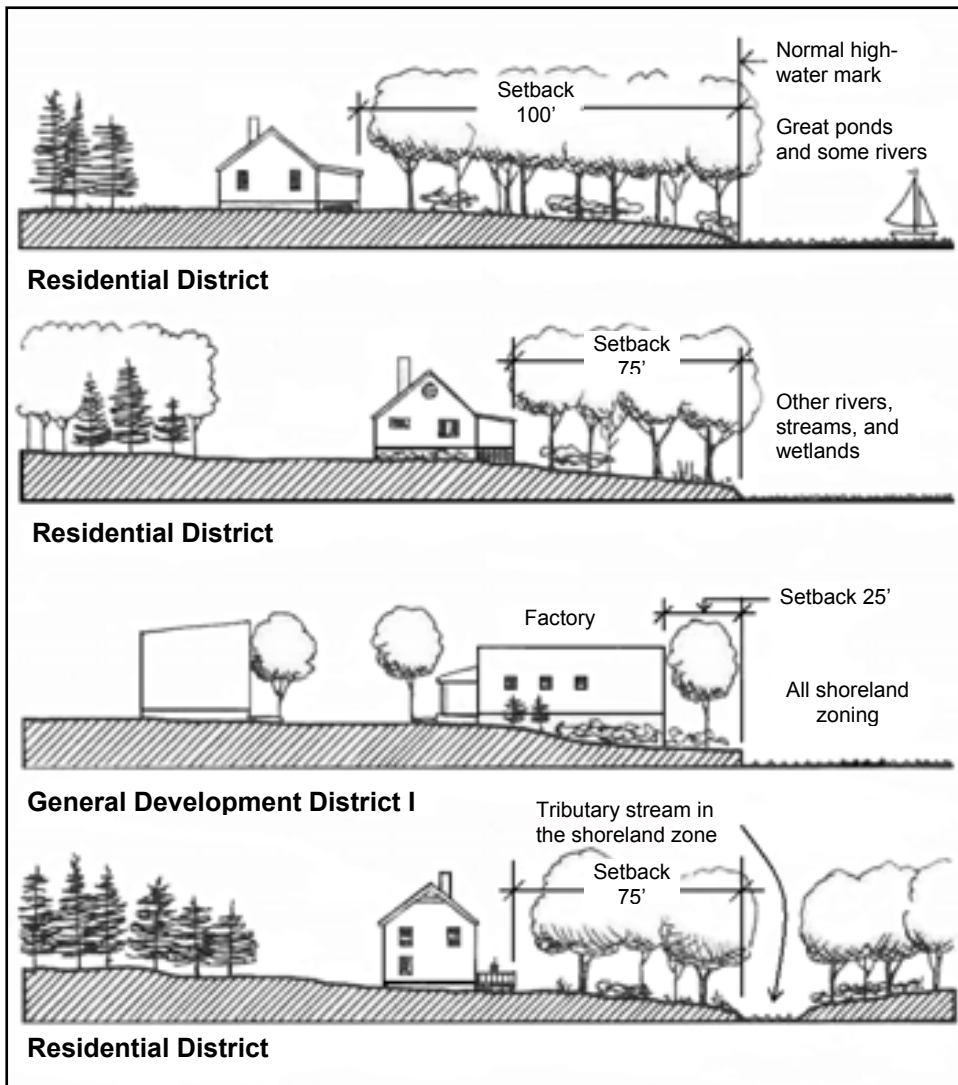 Normal high-
water mark
Setback
100’
Great ponds
and some rivers
Residential District
Setback
75’
Other rivers,
streams, and
wetlands
Residential District
Setback 25’
Factory
All shoreland
zoning
General Development District I
Tributary stream in
the shoreland zone
Setback
75’
Residential District